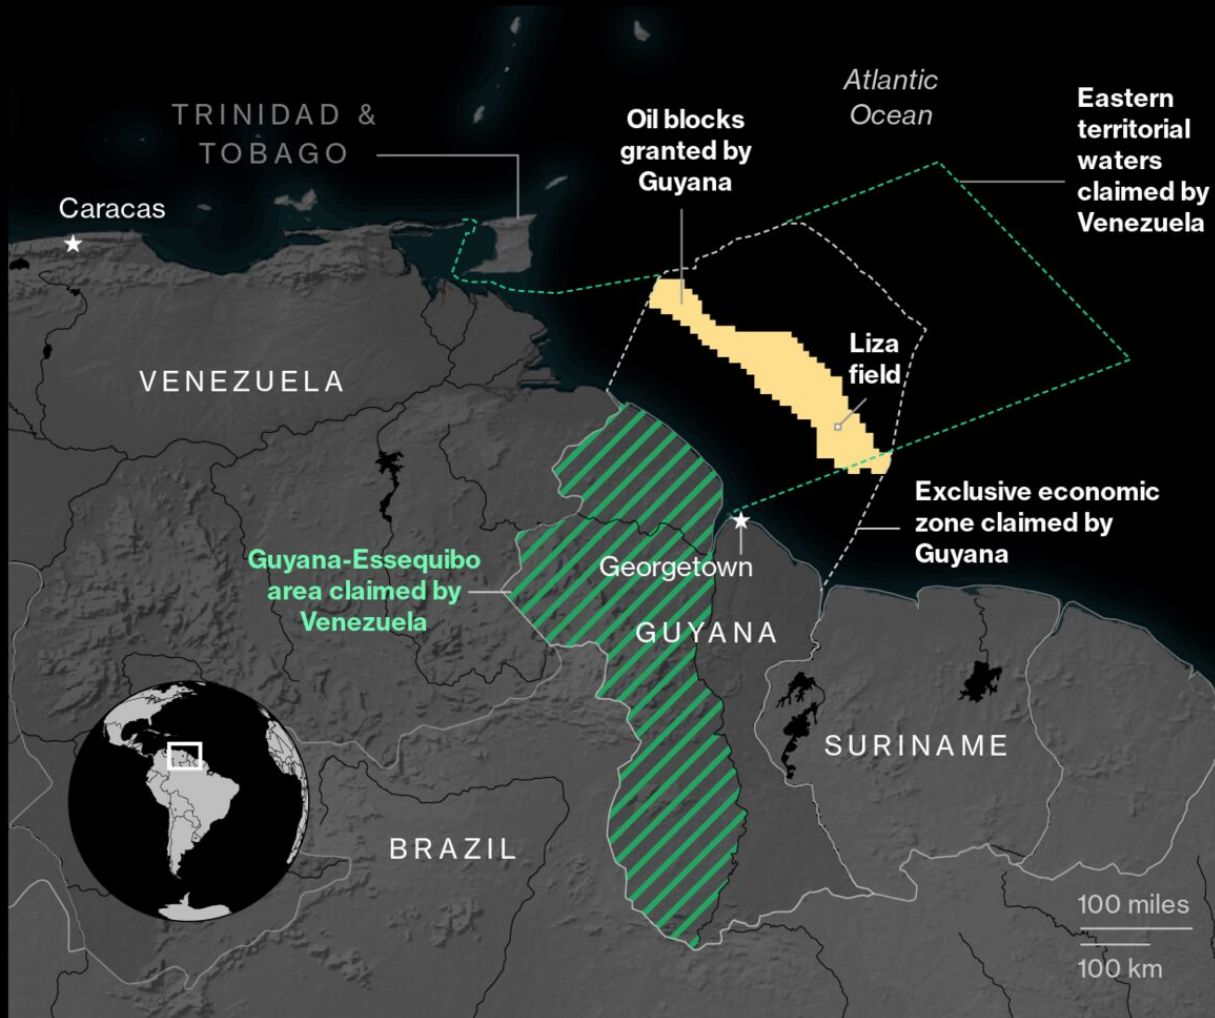 TRINIDAD &
TOBAGO
Caracas
Oil blocks
granted by
Guyana
Atlantic
Ocean
Eastern
territorial
waters
claimed by
Venezuela
VENEZUELA
Liza
field
Guyana-Essequibo
area claimed by
Venezuela
Georgetown
GUYANA
Exclusive economic
zone claimed by
Guyana
SURINAME
BRAZIL
100 miles
100 km